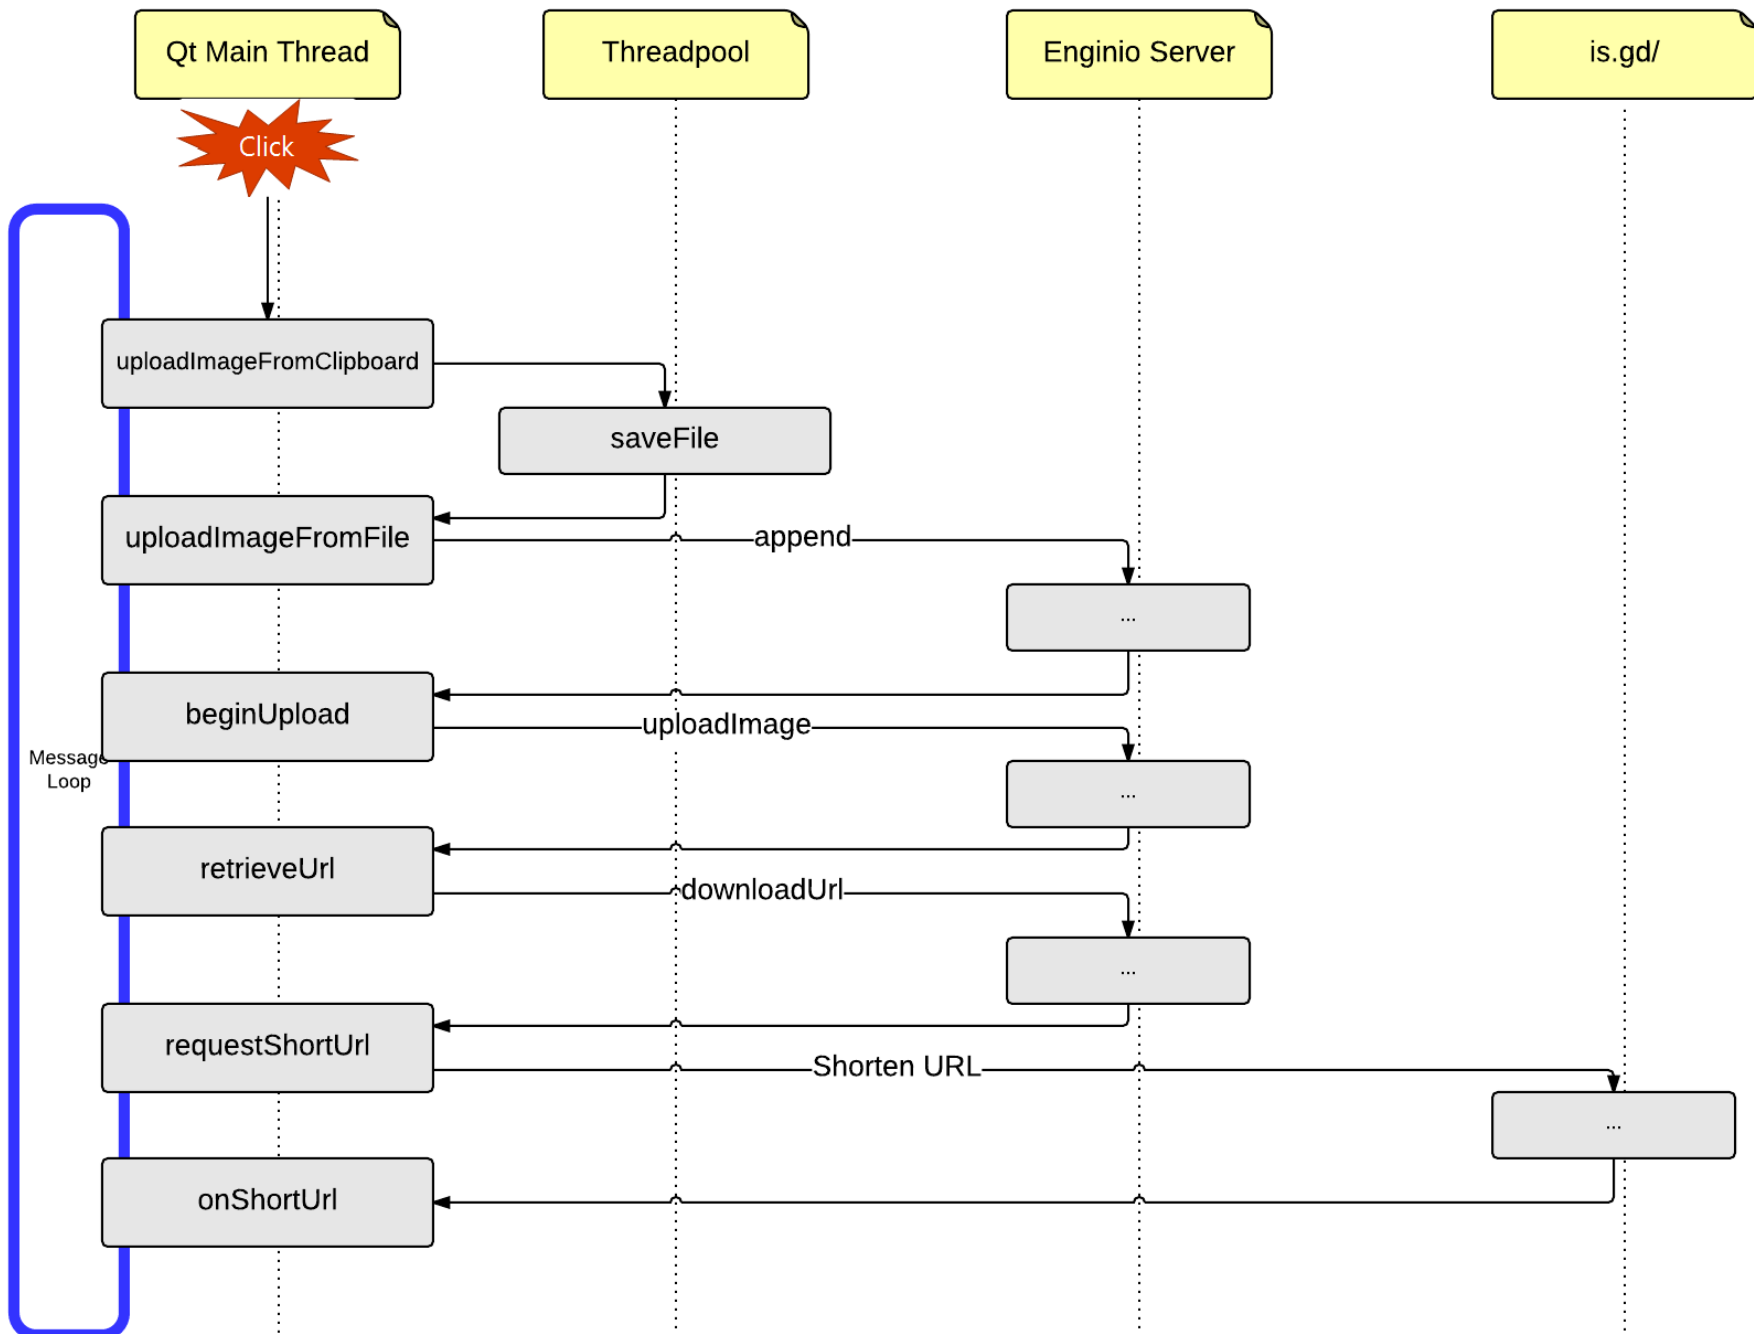 Qt Main Thread
Threadpool
Enginio Server
is.gd/
Click
uploadImageFromClipboard
saveFile
uploadImageFromFile
append
...
beginUpload
uploadImage
Message
Loop
...
retrieveUrl
downloadUrl
...
requestShortUrl
Shorten URL
...
onShortUrl